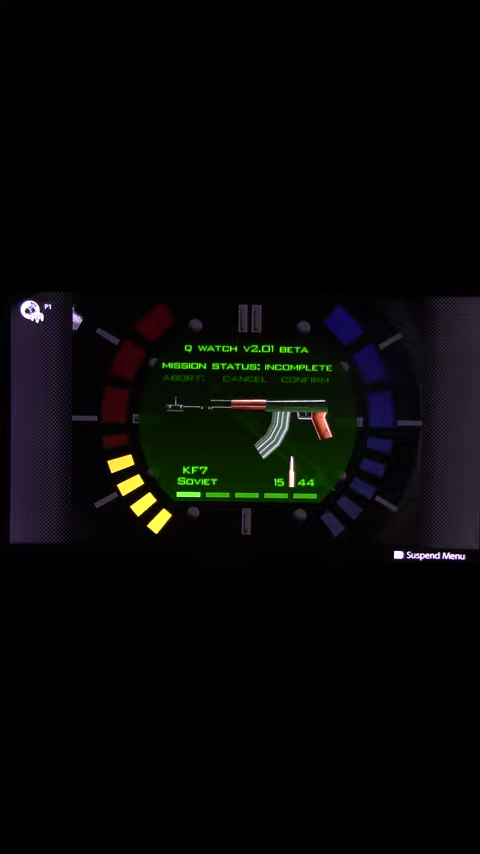 P1
Q WATCH V2.01 BETA
MISSION STATUS: INCOMPLETE
ABORT: CANCEL CONFIRM
KF7
SOVIET 15 44
Suspend Menu